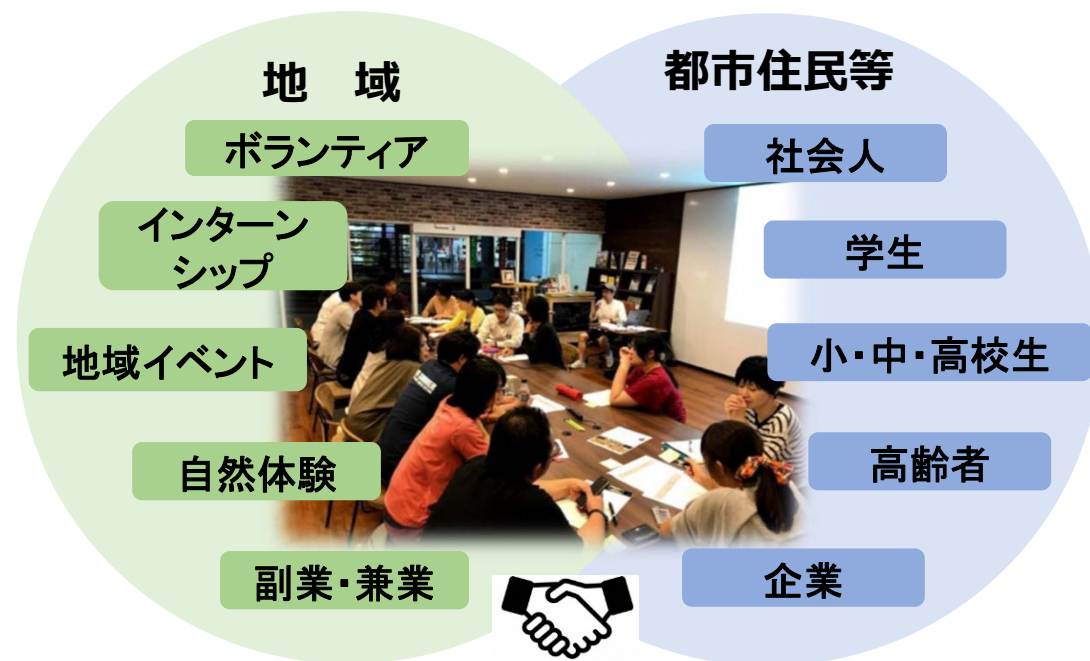 地　域
ボランティア
インターン
シップ
地域イベント
自然体験
副業・兼業
都市住民等
社会人
学生
小・中・高校生
高齢者
企業